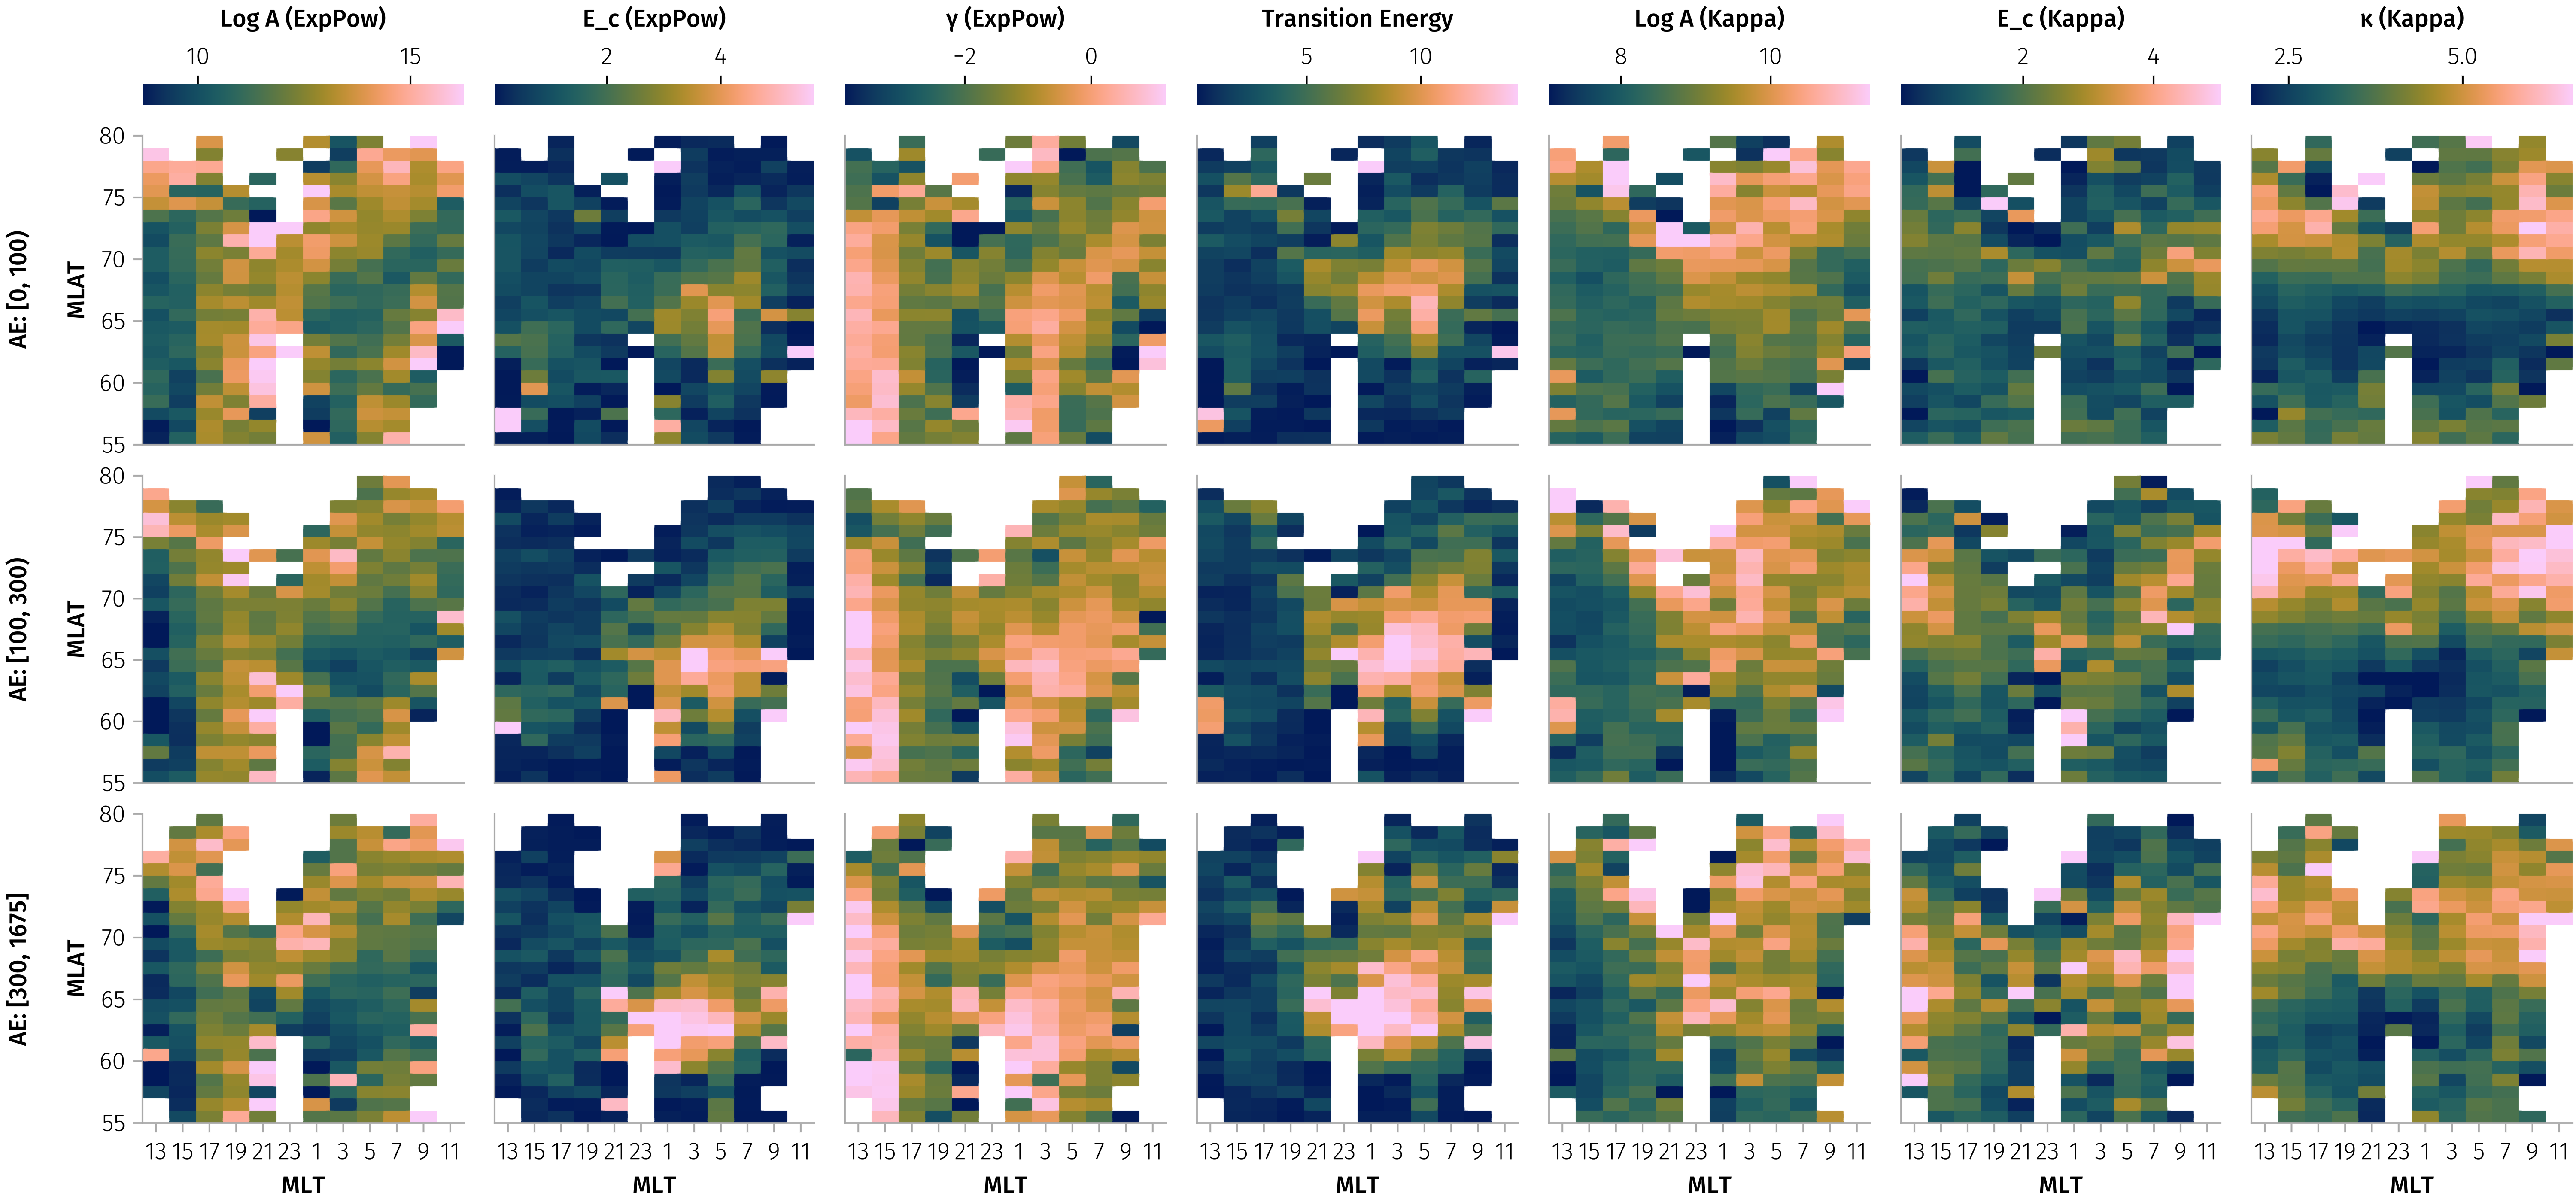 Log A (ExpPow) E_c (ExpPow) γ (ExpPow) Transition Energy Log A (Kappa) E_c (Kappa) κ (Kappa)
10 15 2 4 −2 0 5 10 8 10 2 4 2.5 5.0
AE: [0, 100)
MLAT
80
75
70
65
60
55
AE: [100, 300)
MLAT
80
75
70
65
60
55
AE: [300, 1675]
MLAT
80
75
70
65
60
55
13 15 17 19 21 23 1 3 5 7 9 11 13 15 17 19 21 23 1 3 5 7 9 11 13 15 17 19 21 23 1 3 5 7 9 11 13 15 17 19 21 23 1 3 5 7 9 11 13 15 17 19 21 23 1 3 5 7 9 11 13 15 17 19 21 23 1 3 5 7 9 11 13 15 17 19 21 23 1 3 5 7 9 11
MLT MLT MLT MLT MLT MLT MLT